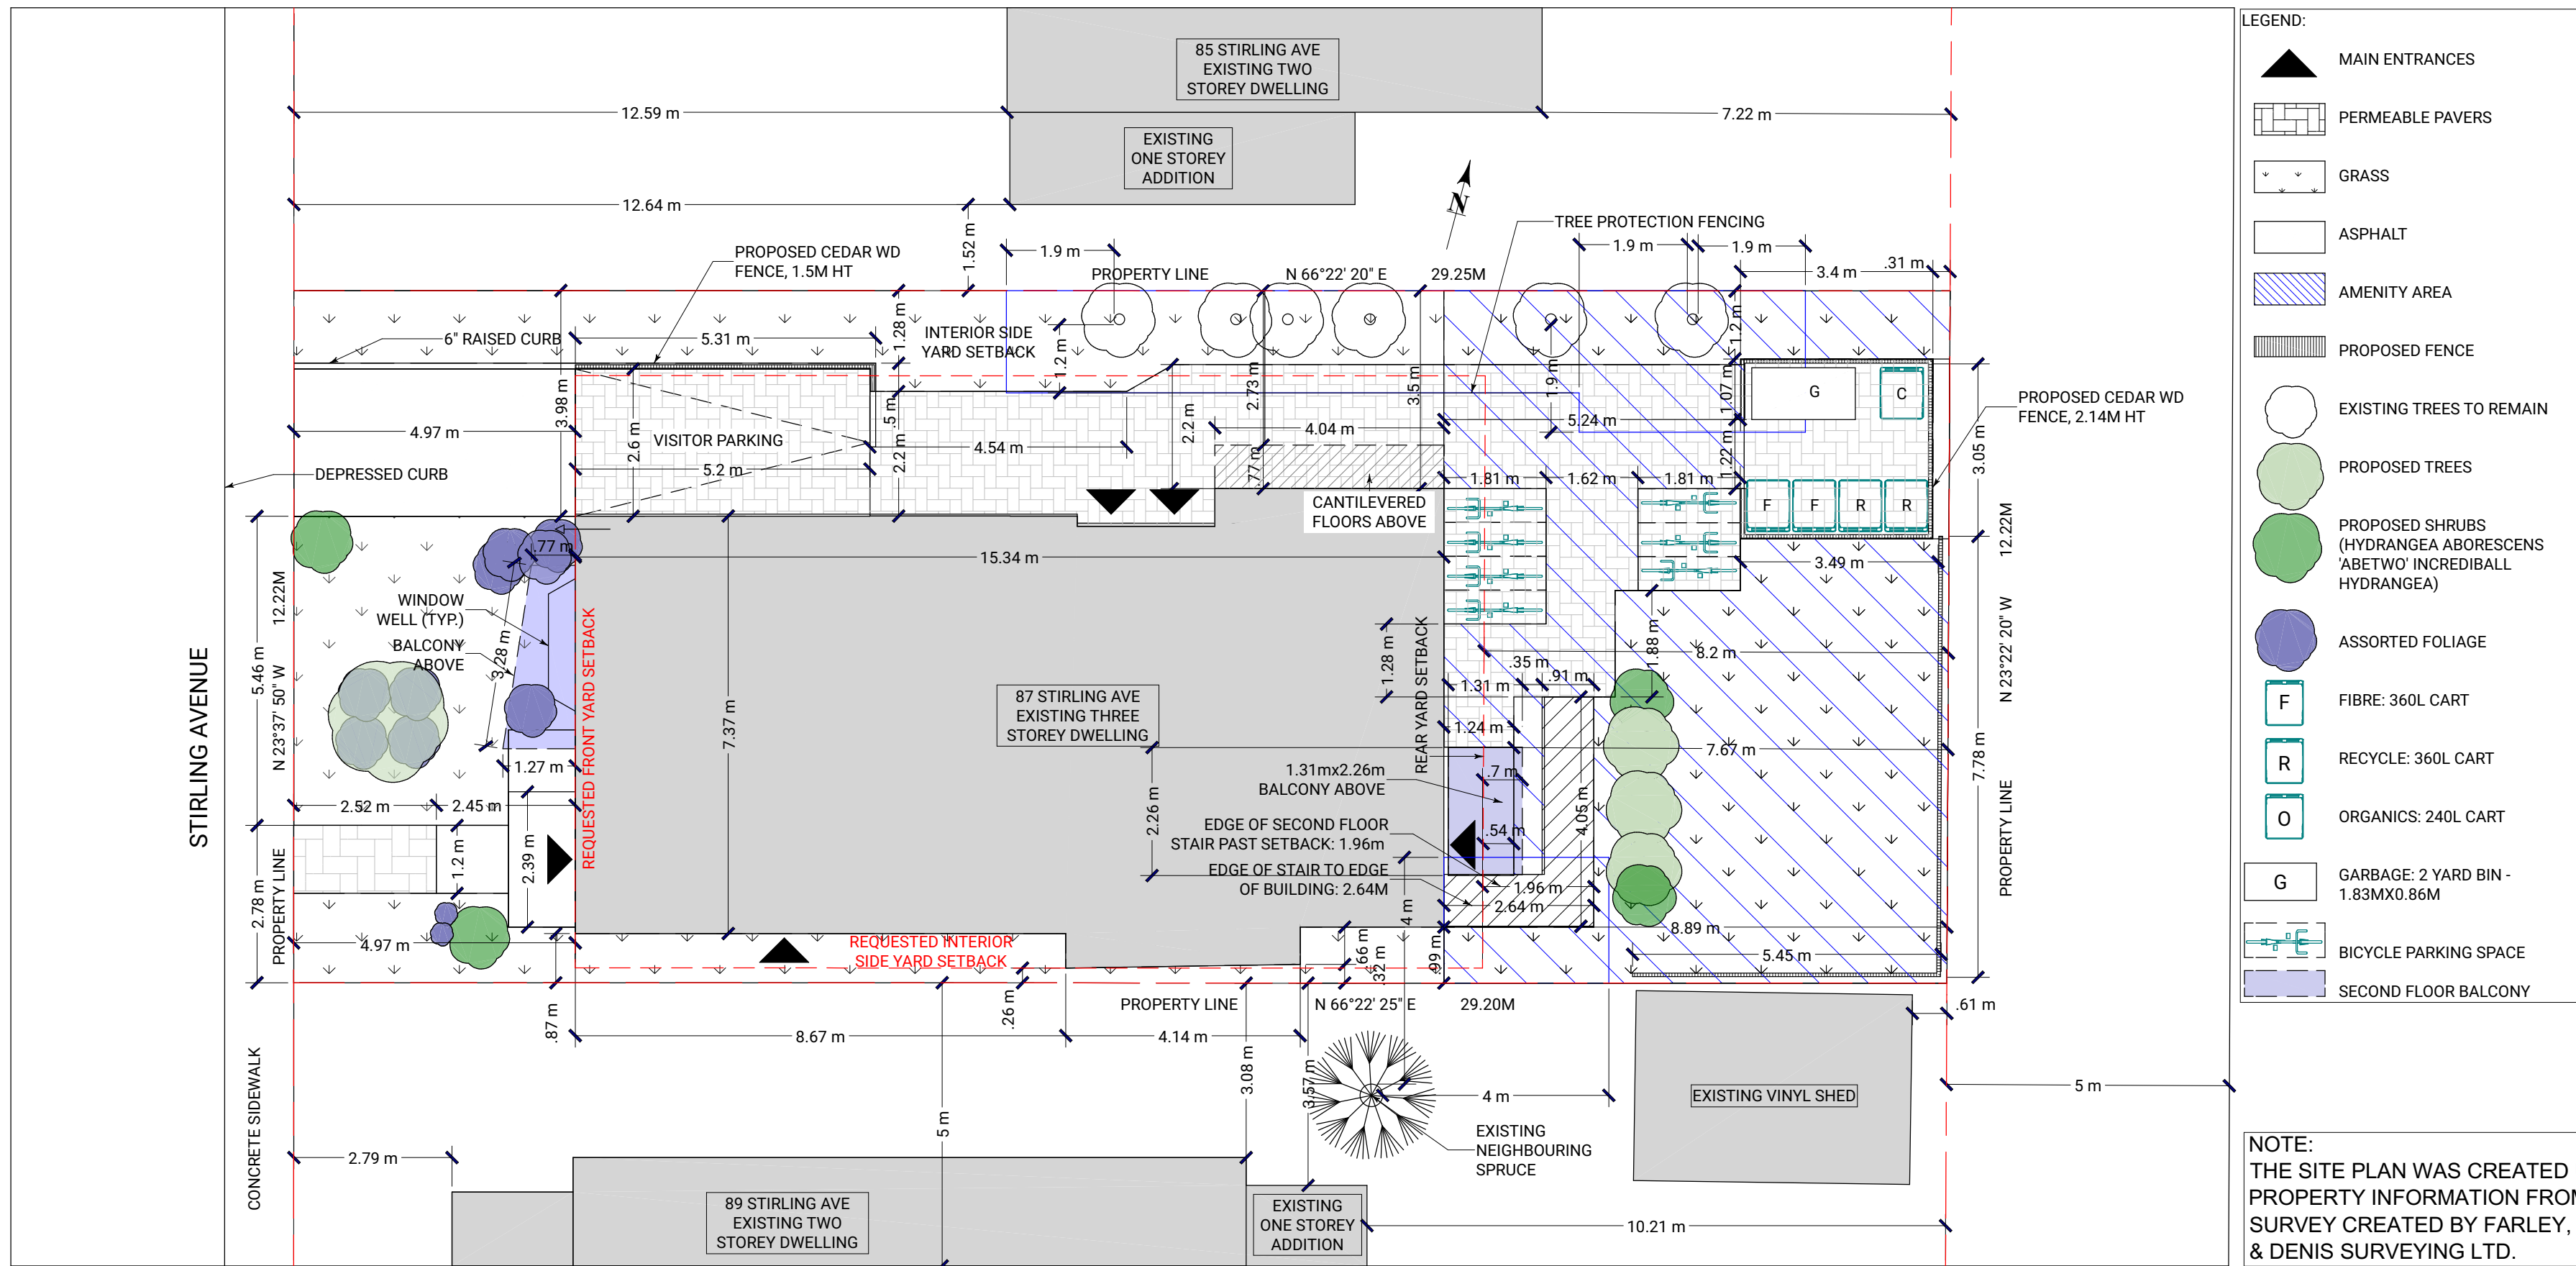 85 STIRLING AVE
EXISTING TWO
STOREY DWELLING
12.59 m
7.22 m
EXISTING
ONE STOREY
ADDITION
12.64 m
1.52 m
N
TREE PROTECTION FENCING
PROPOSED CEDAR WD
FENCE, 1.5M HT
1.9 m
1.9 m
1.9 m
PROPERTY LINE
N 66°22' 20" E
29.25M
3.4 m
.31 m
6" RAISED CURB
5.31 m
1.28 m
INTERIOR SIDE
YARD SETBACK
1.2 m
2.73 m
3.5 m
1.9 m
1.2 m
1.07 m
G
C
PROPOSED CEDAR WD
FENCE, 2.14M HT
3.98 m
4.97 m
2.6 m
VISITOR PARKING
5.2 m
.5 m
2.2 m
4.54 m
2.2 m
4.04 m
.77 m
5.24 m
1.22 m
3.05 m
DEPRESSED CURB
1.81 m
1.62 m
1.81 m
F
F
R
R
CANTILEVERED
FLOORS ABOVE
.77 m
15.34 m
3.49 m
12.22M
12.22M
WINDOW
WELL (TYP.)
BALCONY
ABOVE
3.28 m
REQUESTED FRONT YARD SETBACK
STIRLING AVENUE
5.46 m
N 23°37' 50" W
7.37 m
87 STIRLING AVE
EXISTING THREE
STOREY DWELLING
1.28 m
REAR YARD SETBACK
.35 m
1.31 m
.91 m
1.88 m
8.2 m
N 23°22' 20" W
1.24 m
7.67 m
7.78 m
1.27 m
2.52 m
2.45 m
2.26 m
1.31mx2.26m
BALCONY ABOVE
.7 m
4.05 m
EDGE OF SECOND FLOOR
STAIR PAST SETBACK: 1.96m
.54 m
EDGE OF STAIR TO EDGE
OF BUILDING: 2.64M
1.96 m
2.64 m
1.2 m
2.39 m
2.78 m
PROPERTY LINE
PROPERTY LINE
4.97 m
REQUESTED INTERIOR
SIDE YARD SETBACK
.66 m
.32 m
4 m
.99 m
8.89 m
5.45 m
.87 m
.26 m
PROPERTY LINE
N 66°22' 25" E
29.20M
.61 m
8.67 m
4.14 m
3.08 m
3.57 m
5 m
4 m
EXISTING VINYL SHED
5 m
CONCRETE SIDEWALK
2.79 m
EXISTING
NEIGHBOURING
SPRUCE
89 STIRLING AVE
EXISTING TWO
STOREY DWELLING
EXISTING
ONE STOREY
ADDITION
10.21 m
LEGEND:
MAIN ENTRANCES
PERMEABLE PAVERS
GRASS
ASPHALT
AMENITY AREA
PROPOSED FENCE
EXISTING TREES TO REMAIN
PROPOSED TREES
PROPOSED SHRUBS
(HYDRANGEA ABORESCENS
'ABETWO' INCREDIBALL
HYDRANGEA)
ASSORTED FOLIAGE
F
FIBRE: 360L CART
R
RECYCLE: 360L CART
O
ORGANICS: 240L CART
G
GARBAGE: 2 YARD BIN -
1.83MX0.86M
BICYCLE PARKING SPACE
SECOND FLOOR BALCONY
NOTE:
THE SITE PLAN WAS CREATED
PROPERTY INFORMATION FROM
SURVEY CREATED BY FARLEY,
& DENIS SURVEYING LTD.